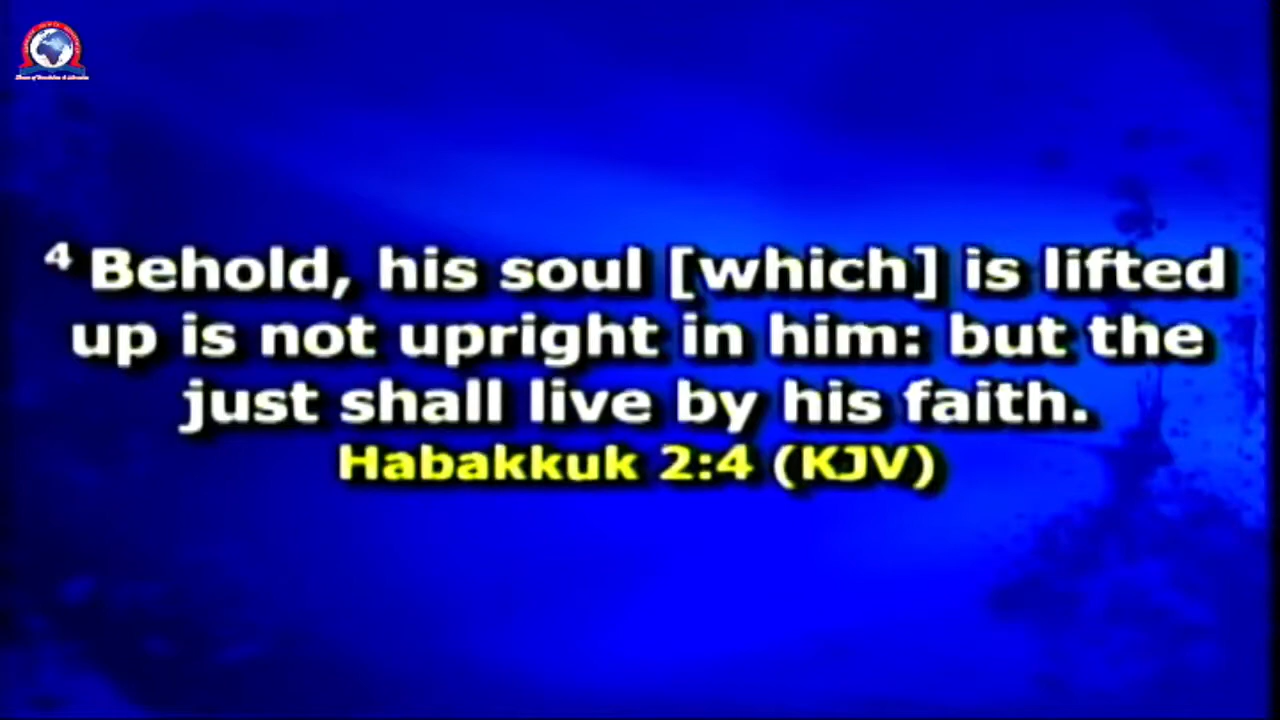 ⁴ Behold, his soul [which] is lifted
up is not upright in him: but the
just shall live by his faith.
Habakkuk 2:4 (KJV)